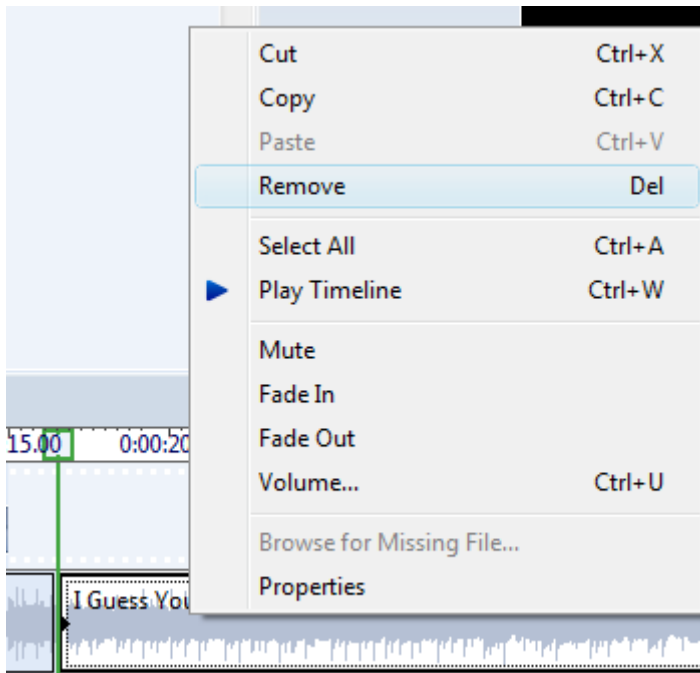 Cut Ctrl+X
Copy Ctrl+C
Paste Ctrl+V
Remove Del
Select All Ctrl+A
Play Timeline Ctrl+W
Mute
Fade In
Fade Out
Volume... Ctrl+U
Browse for Missing File...
Properties
15.00 0:00:20
I Guess You